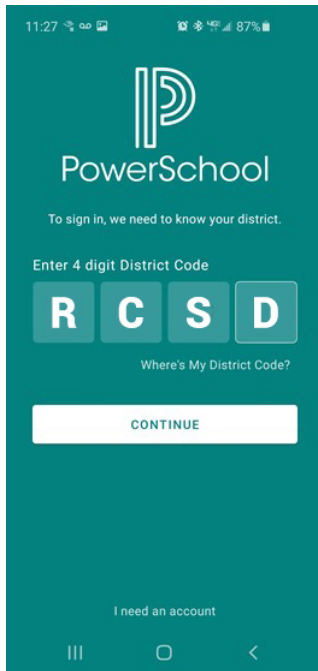 11:27 87%
PowerSchool
To sign in, we need to know your district.
Enter 4 digit District Code
R C S D
Where's My District Code?
CONTINUE
I need an account